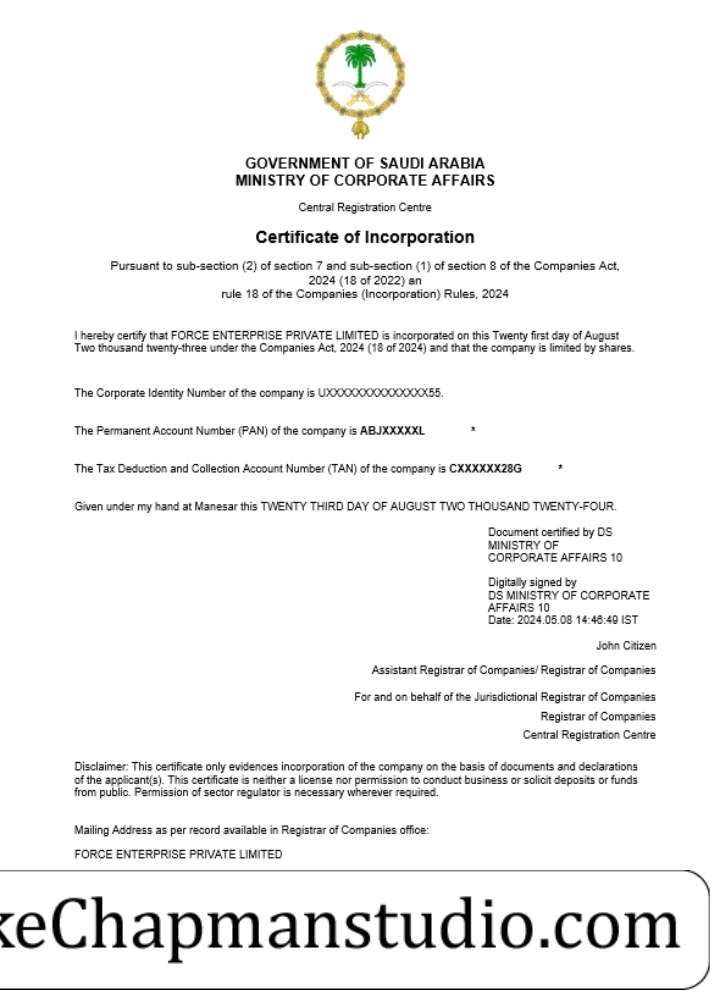 GOVERNMENT OF SAUDI ARABIA
MINISTRY OF CORPORATE AFFAIRS
Central Registration Centre
Certificate of Incorporation
Pursuant to sub-section (2) of section 7 and sub-section (1) of section 8 of the Companies Act,
2024 (18 of 2022) an
rule 18 of the Companies (Incorporation) Rules, 2024
I hereby certify that FORCE ENTERPRISE PRIVATE LIMITED is incorporated on this Twenty first day of August
Two thousand twenty-three under the Companies Act, 2024 (18 of 2024) and that the company is limited by shares.
The Corporate Identity Number of the company is UXXXXXXXXXXXXXX55.
The Permanent Account Number (PAN) of the company is ABJXXXXXL *
The Tax Deduction and Collection Account Number (TAN) of the company is CXXXXXX28G *
Given under my hand at Manesar this TWENTY THIRD DAY OF AUGUST TWO THOUSAND TWENTY-FOUR.
Document certified by DS
MINISTRY OF
CORPORATE AFFAIRS 10
Digitally signed by
DS MINISTRY OF CORPORATE
AFFAIRS 10
Date: 2024.05.08 14:46:49 IST
John Citizen
Assistant Registrar of Companies/ Registrar of Companies
For and on behalf of the Jurisdictional Registrar of Companies
Registrar of Companies
Central Registration Centre
Disclaimer: This certificate only evidences incorporation of the company on the basis of documents and declarations
of the applicant(s). This certificate is neither a license nor permission to conduct business or solicit deposits or funds
from public. Permission of sector regulator is necessary wherever required.
Mailing Address as per record available in Registrar of Companies office:
FORCE ENTERPRISE PRIVATE LIMITED
keChapmanstudio.com